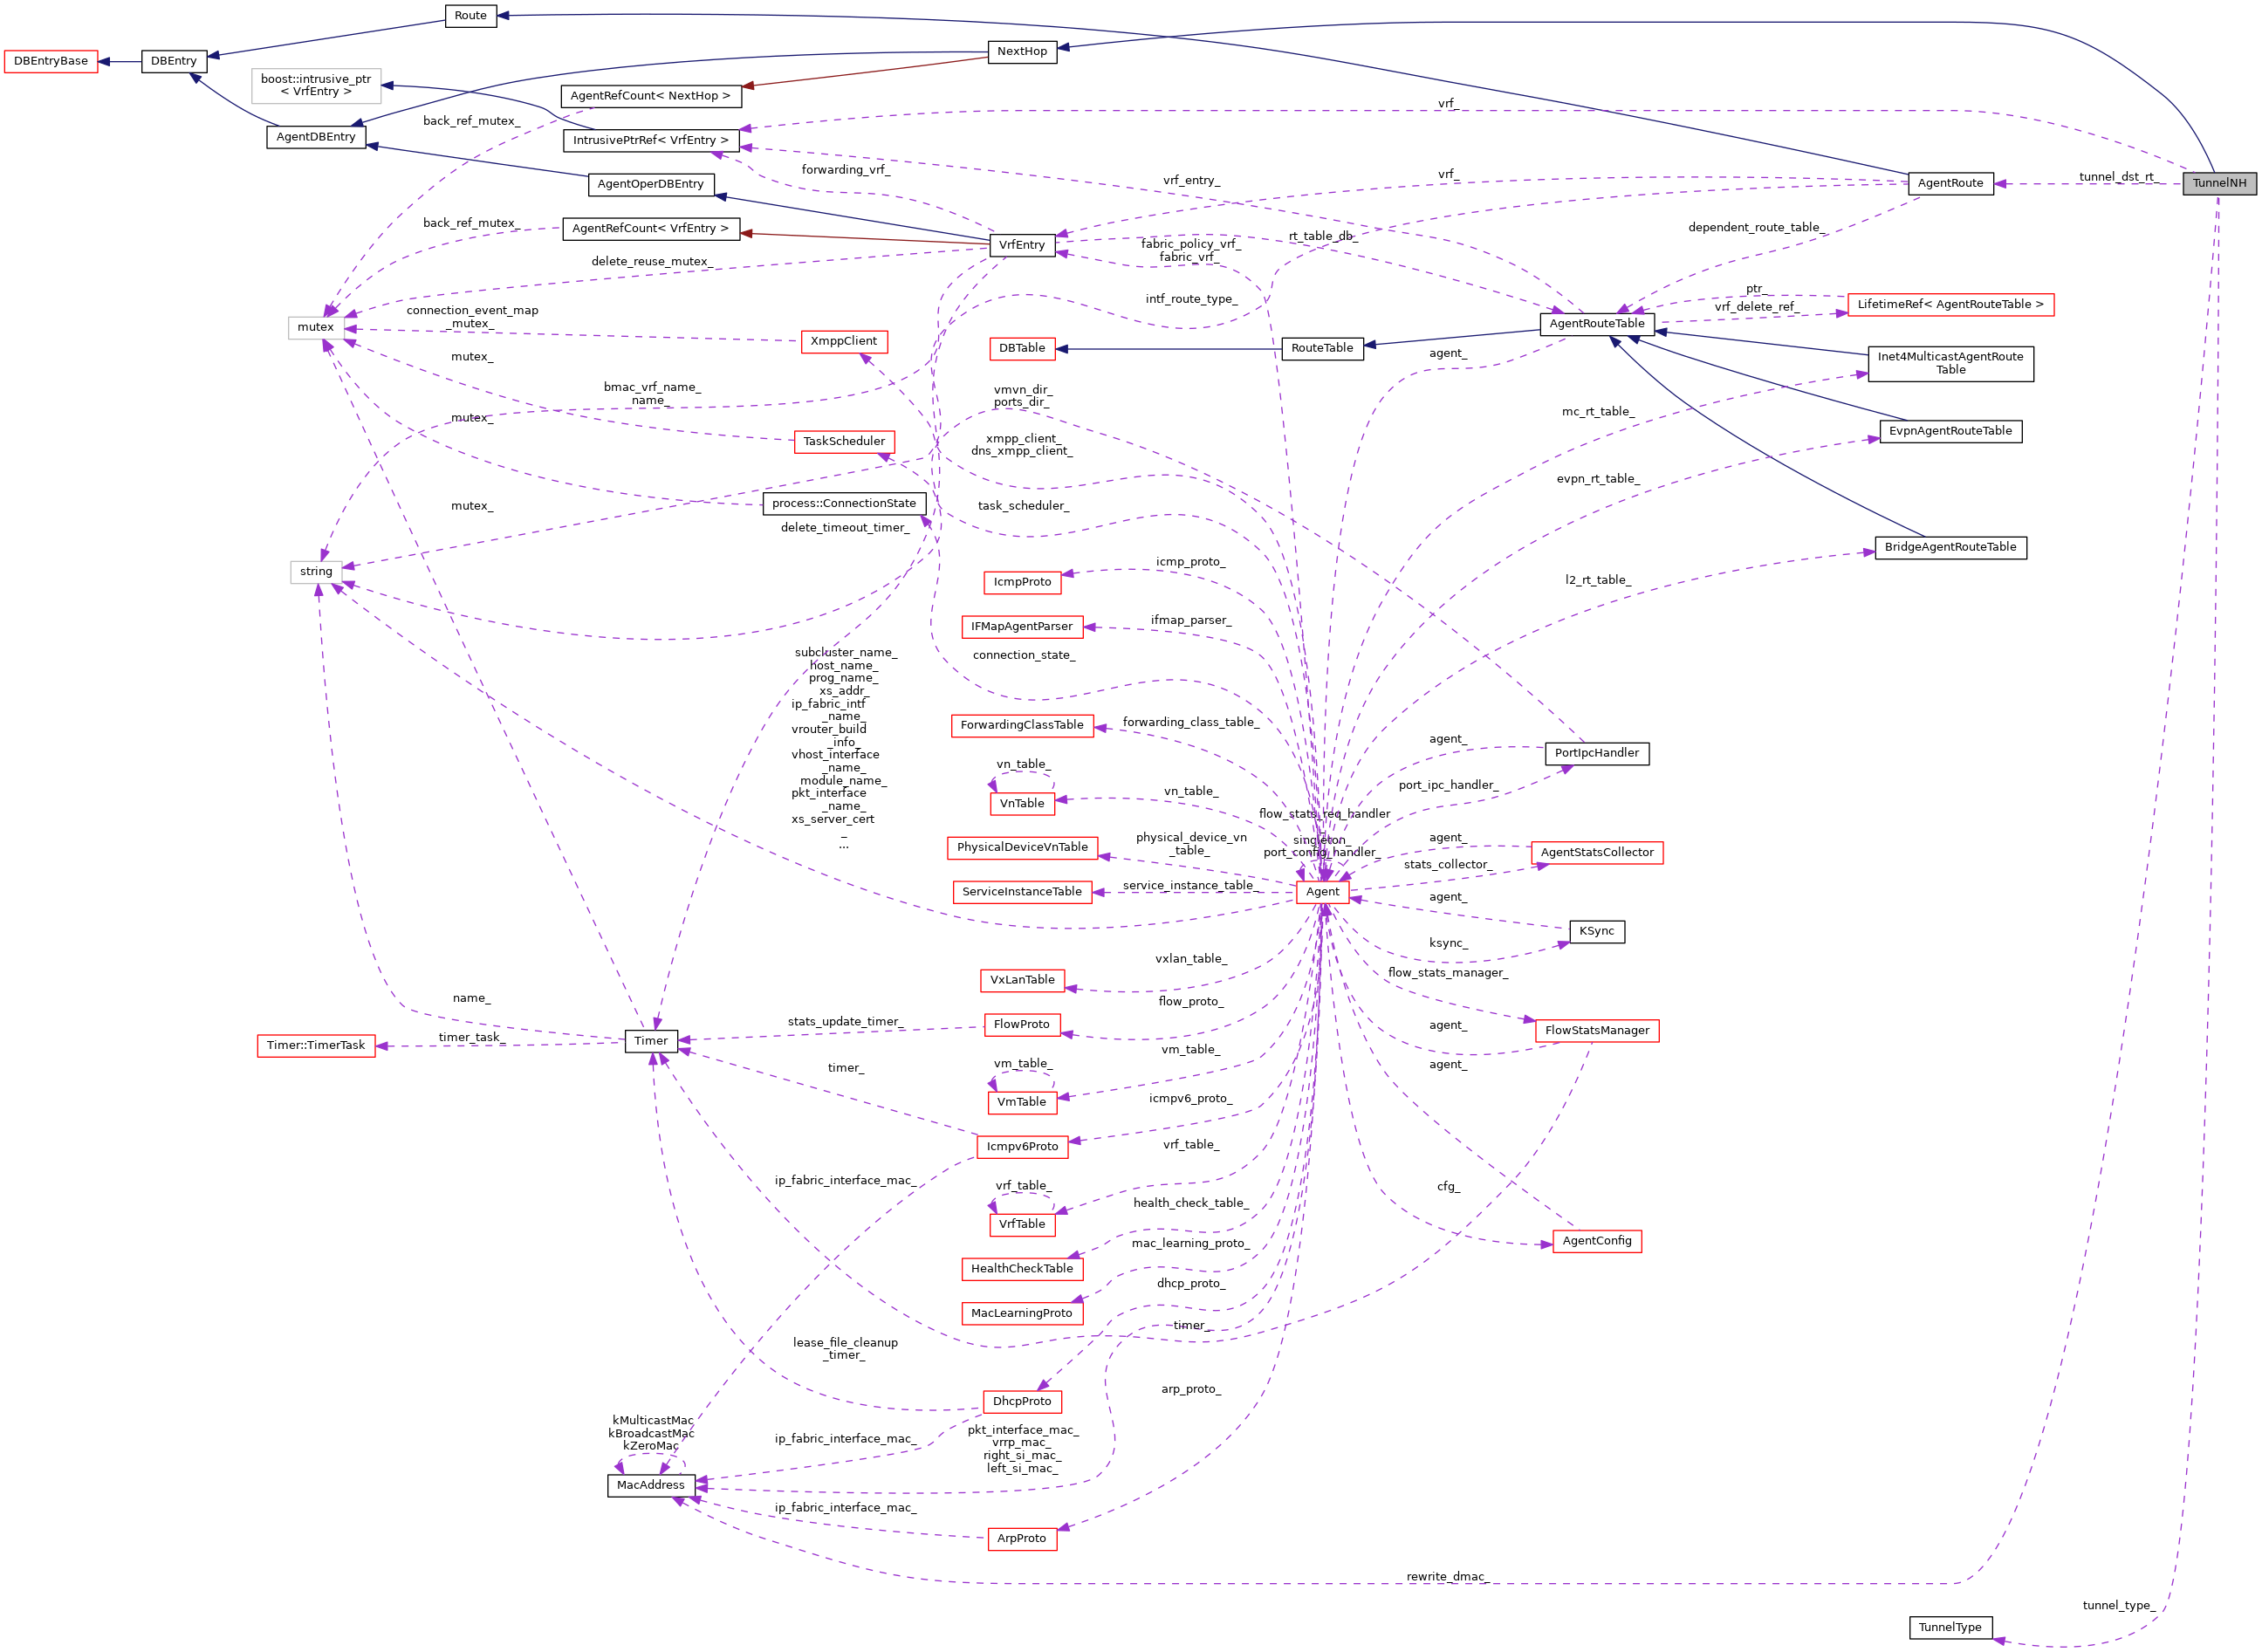 Route
NextHop
DBEntryBase
DBEntry
boost::intrusive_ptr
< VrfEntry >
AgentRefCount< NextHop >
vrf_
back_ref_mutex_
AgentDBEntry
IntrusivePtrRef< VrfEntry >
forwarding_vrf_
vrf_entry_
vrf_
tunnel_dst_rt_
AgentOperDBEntry
AgentRoute
TunnelNH
back_ref_mutex_
AgentRefCount< VrfEntry >
VrfEntry
fabric_policy_vrf_
fabric_vrf_
rt_table_db_
dependent_route_table_
delete_reuse_mutex_
intf_route_type_
ptr_
vrf_delete_ref_
LifetimeRef< AgentRouteTable >
connection_event_map
_mutex_
mutex
XmppClient
DBTable
RouteTable
AgentRouteTable
agent_
Inet4MulticastAgentRoute
Table
mutex_
bmac_vrf_name_
name_
vmvn_dir_
ports_dir_
mc_rt_table_
mutex_
TaskScheduler
xmpp_client_
dns_xmpp_client_
EvpnAgentRouteTable
evpn_rt_table_
mutex_
process::ConnectionState
task_scheduler_
delete_timeout_timer_
BridgeAgentRouteTable
string
icmp_proto_
IcmpProto
l2_rt_table_
IFMapAgentParser
ifmap_parser_
connection_state_
subcluster_name_
host_name_
prog_name_
xs_addr_
ip_fabric_intf
_name_
vrouter_build
_info_
vhost_interface
_name_
module_name_
pkt_interface
_name_
xs_server_cert
_
...
ForwardingClassTable
forwarding_class_table_
agent_
PortIpcHandler
vn_table_
VnTable
vn_table_
port_ipc_handler_
flow_stats_req_handler
singleton_
port_config_handler_
PhysicalDeviceVnTable
physical_device_vn
_table_
agent_
AgentStatsCollector
stats_collector_
ServiceInstanceTable
service_instance_table_
Agent
agent_
KSync
ksync_
VxLanTable
vxlan_table_
flow_stats_manager_
name_
flow_proto_
stats_update_timer_
FlowProto
FlowStatsManager
agent_
Timer::TimerTask
timer_task_
Timer
vm_table_
vm_table_
VmTable
timer_
agent_
icmpv6_proto_
Icmpv6Proto
vrf_table_
ip_fabric_interface_mac_
vrf_table_
VrfTable
health_check_table_
cfg_
AgentConfig
mac_learning_proto_
HealthCheckTable
dhcp_proto_
MacLearningProto
timer_
lease_file_cleanup
_timer_
DhcpProto
arp_proto_
kMulticastMac
kBroadcastMac
kZeroMac
ip_fabric_interface_mac_
pkt_interface_mac_
vrrp_mac_
right_si_mac_
left_si_mac_
MacAddress
ip_fabric_interface_mac_
ArpProto
rewrite_dmac_
tunnel_type_
TunnelType